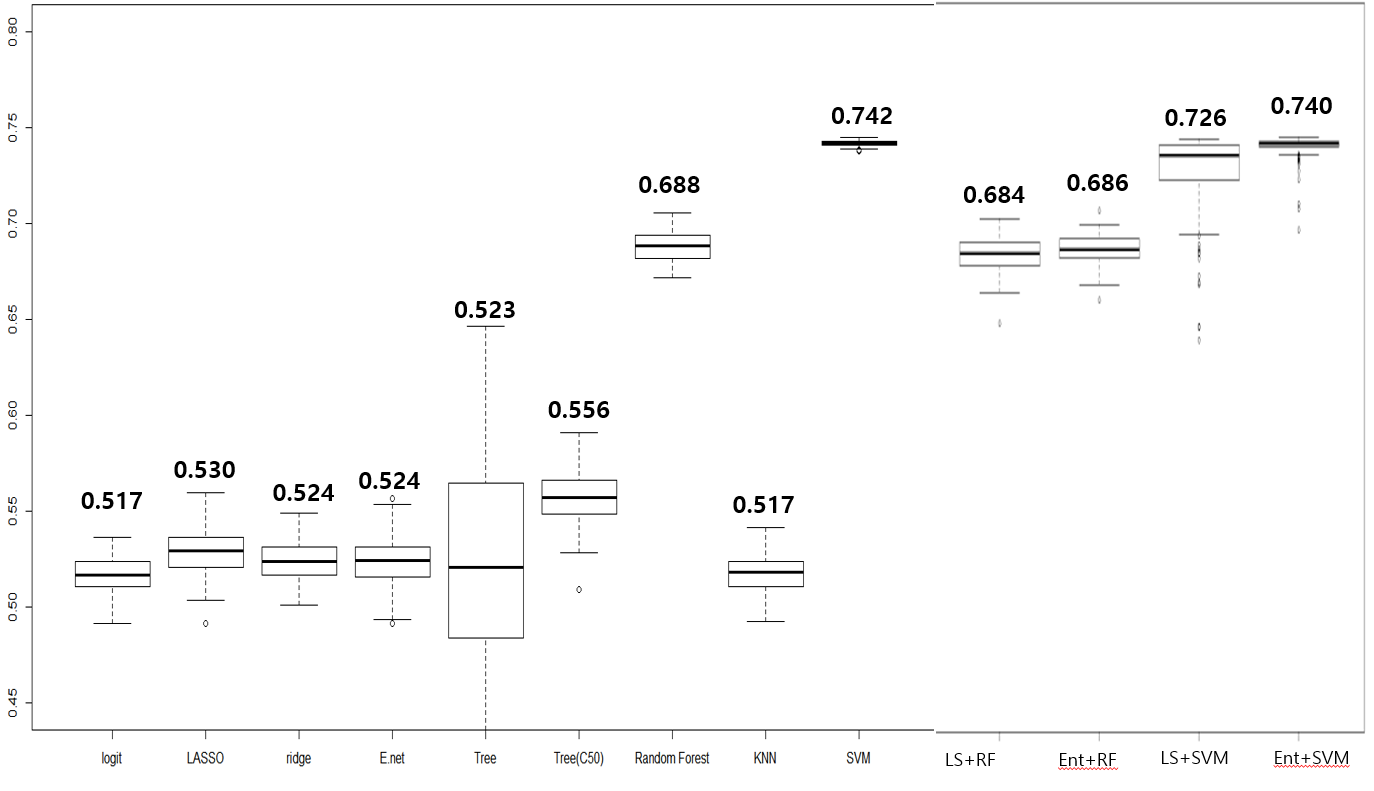 0.80
0.75
0.70
0.65
0.60
0.55
0.50
0.45
0.517
0.530
0.524
0.524
0.523
0.556
0.688
0.517
0.742
0.684
0.686
0.726
0.740
logit
LASSO
ridge
E.net
Tree
Tree(C50)
Random Forest
KNN
SVM
LS+RF
Ent+RF
LS+SVM
Ent+SVM